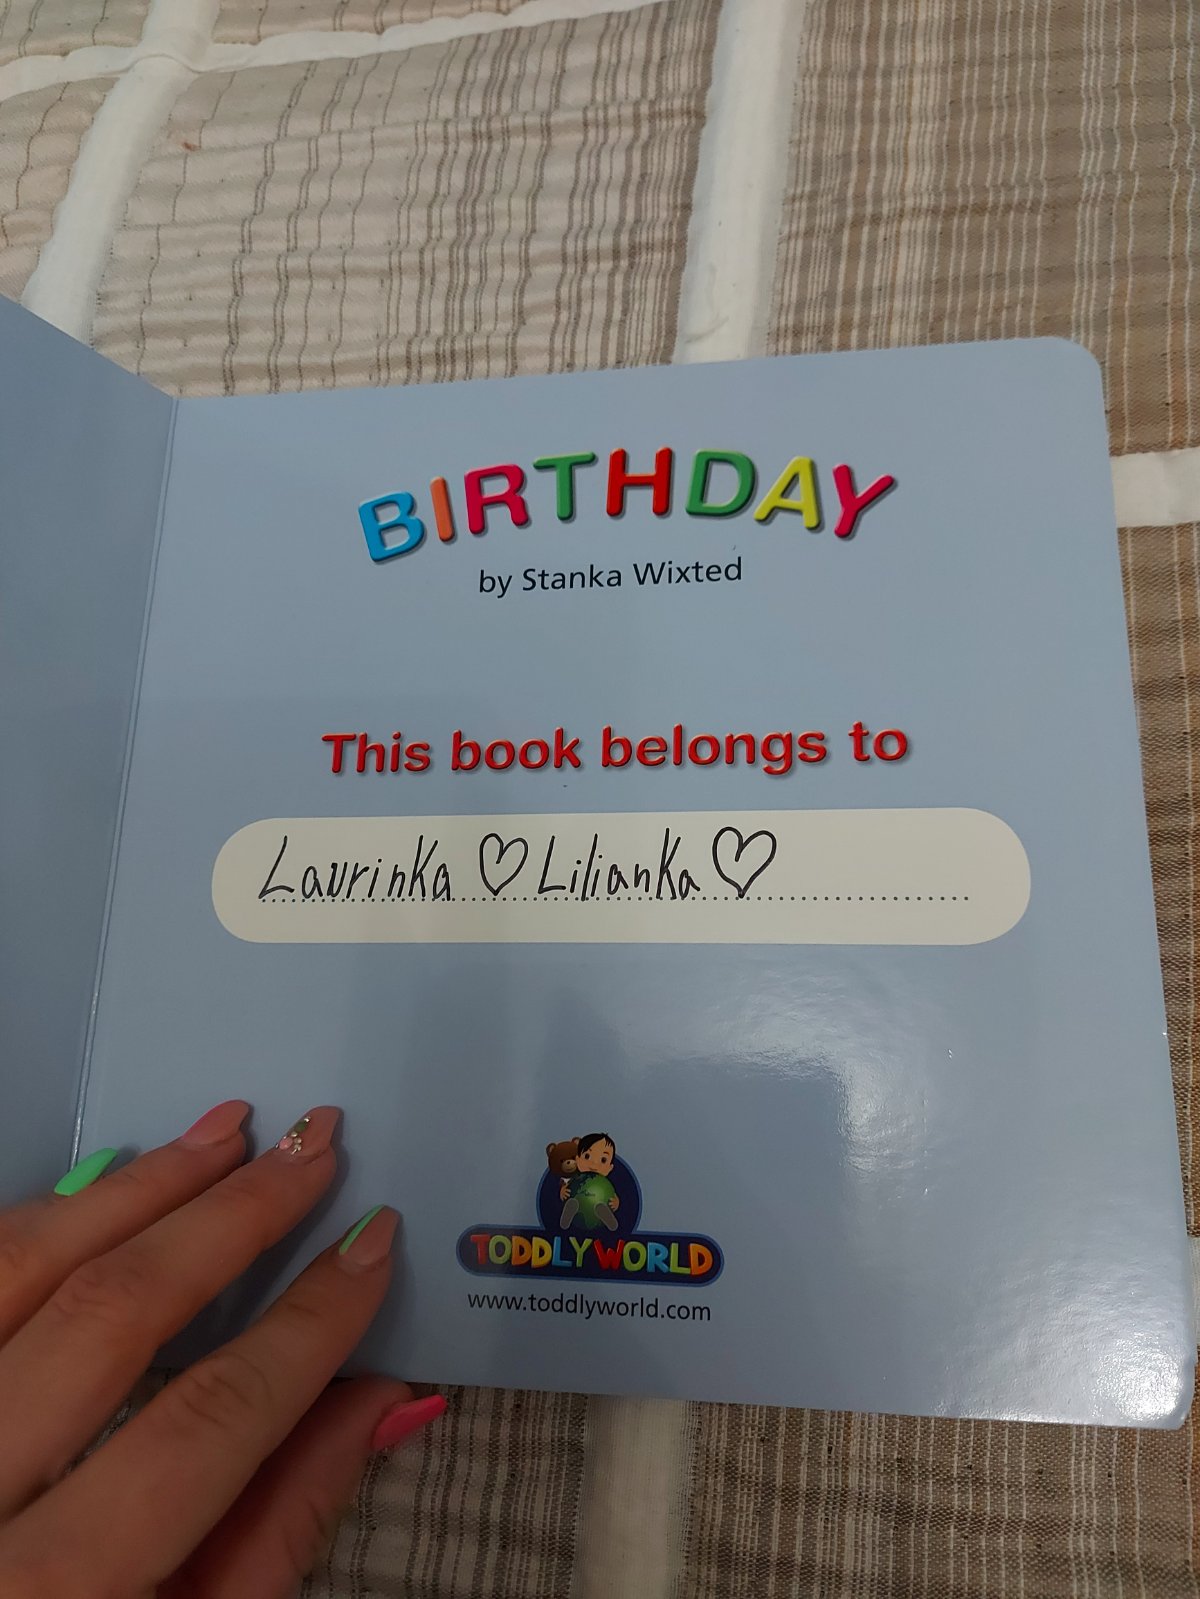 BIRTHDAY
by Stanka Wixted
This book belongs to
Laurinka ♡ Lilianka ♡
TODDLYWORLD
www.toddlyworld.com